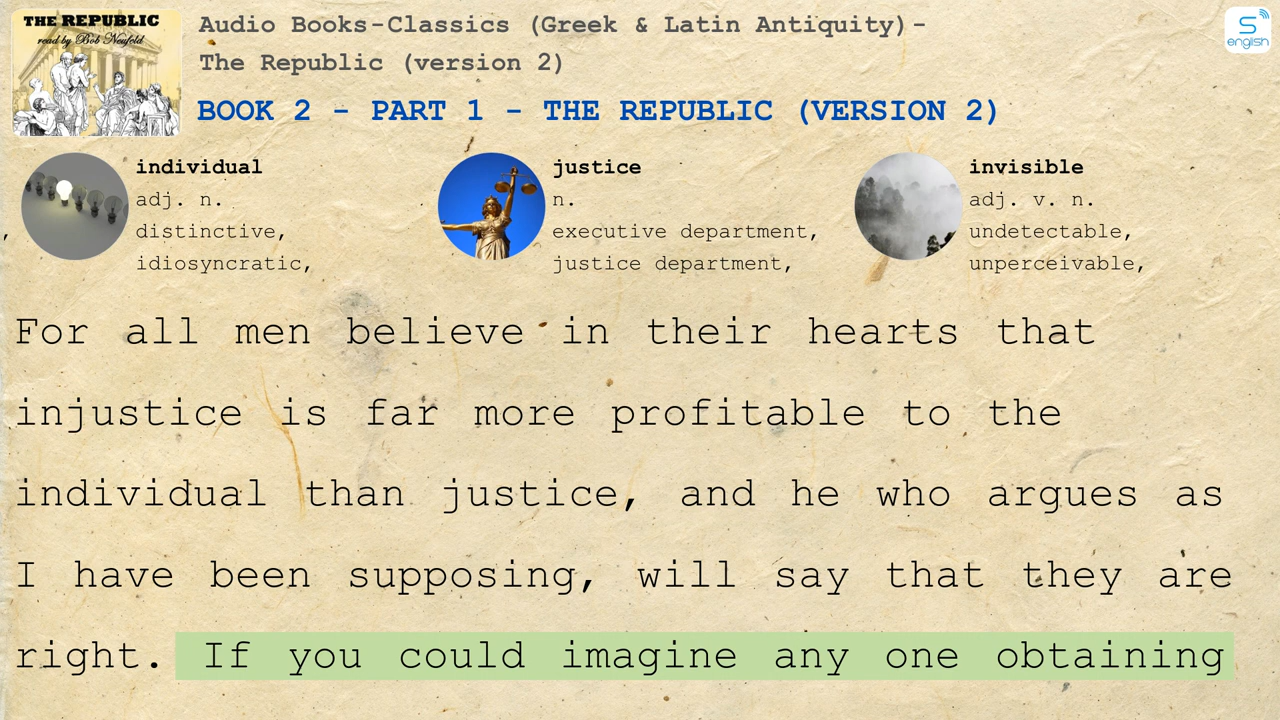 THE REPUBLIC
read by Bob Neufeld
Audio Books-Classics (Greek & Latin Antiquity)-
The Republic (version 2)
S
english
BOOK 2 - PART 1 - THE REPUBLIC (VERSION 2)
individual
adj. n.
distinctive,
idiosyncratic,
justice
n.
executive department,
justice department,
invisible
adj. v. n.
undetectable,
unperceivable,
,
For all men believe in their hearts that
injustice is far more profitable to the
individual than justice, and he who argues as
I have been supposing, will say that they are
right. If you could imagine any one obtaining